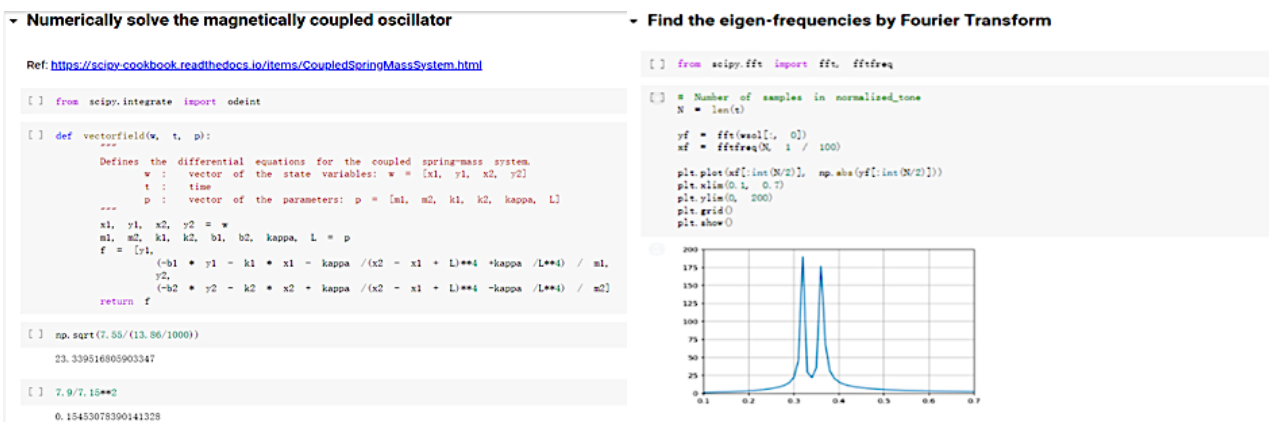 Numerically solve the magnetically coupled oscillator
Ref: https://scipy-cookbook.readthedocs.io/items/CoupledSpringMassSystem.html
[ ] from scipy.integrate import odeint
[ ] def vectorfield(w, t, p):
"""
Defines the differential equations for the coupled spring-mass system.
w : vector of the state variables: w = [x1, y1, x2, y2]
t : time
p : vector of the parameters: p = [m1, m2, k1, k2, kappa, L]
"""
x1, y1, x2, y2 = w
m1, m2, k1, k2, b1, b2, kappa, L = p
f = [y1,
(-b1 * y1 - k1 * x1 - kappa /(x2 - x1 + L)**4 +kappa /L**4) / m1,
y2,
(-b2 * y2 - k2 * x2 + kappa /(x2 - x1 + L)**4 -kappa /L**4) / m2]
return f
[ ] np.sqrt(7.55/(13.86/1000))
23.339516805903347
[ ] 7.9/7.15**2
0.15453078390141328
Find the eigen-frequencies by Fourier Transform
[ ] from scipy.fft import fft, fftfreq
[ ] # Number of samples in normalized_tone
N = len(t)
yf = fft(wsol[:, 0])
xf = fftfreq(N, 1 / 100)
plt.plot(xf[:int(N/2)], np.abs(yf[:int(N/2)]))
plt.xlim(0.1, 0.7)
plt.ylim(0, 200)
plt.grid()
plt.show()
200
175
150
125
100
75
50
25
0
0.1 0.2 0.3 0.4 0.5 0.6 0.7